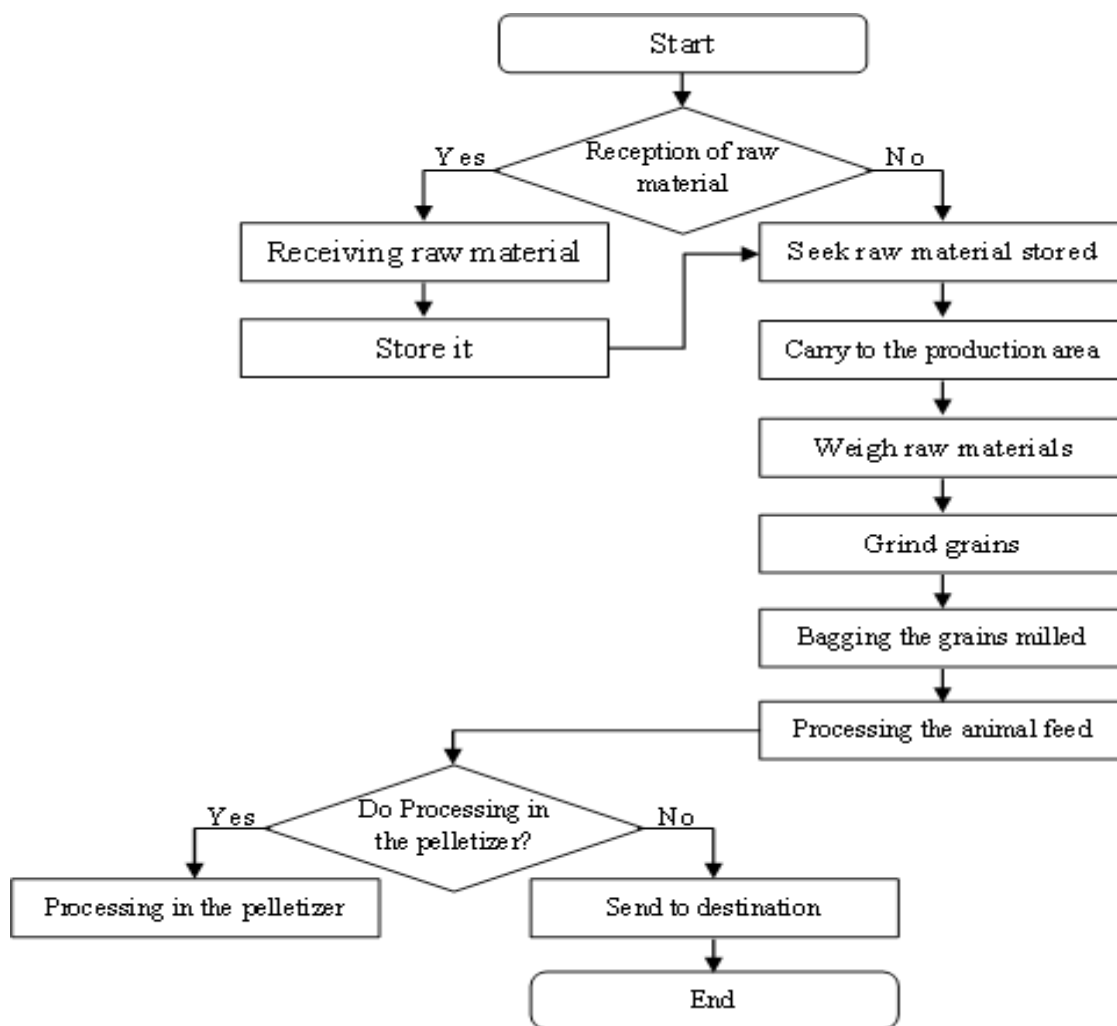 Start
Reception of raw
material
Yes
No
Receiving raw material
Seek raw material stored
Store it
Carry to the production area
Weigh raw materials
Grind grains
Bagging the grains milled
Processing the animal feed
Do Processing in
the pelletizer?
Yes
No
Processing in the pelletizer
Send to destination
End